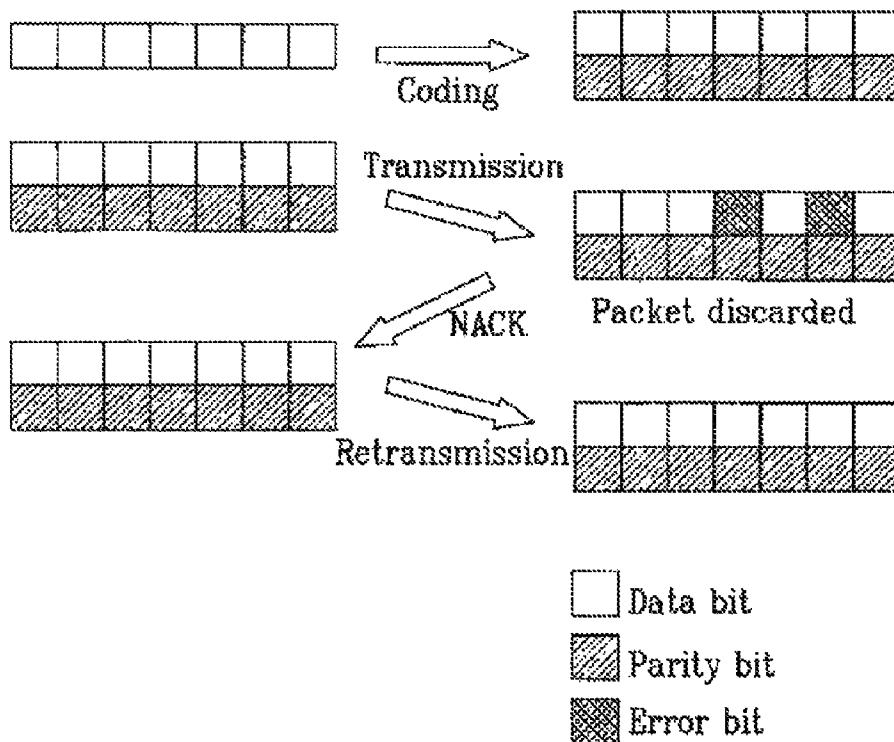 Coding
Transmission
NACK
Packet discarded
Retransmission
Data bit
Parity bit
Error bit